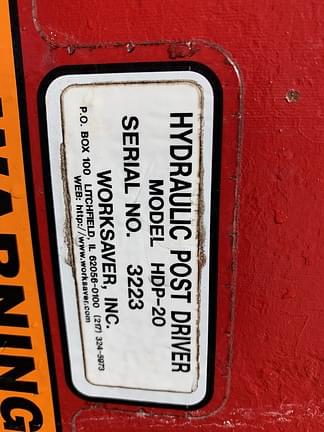 HYDRAULIC POST DRIVER
MODEL HDP-20
SERIAL NO. 3223
WORKSAVER, INC.
P.O. BOX 100 LITCHFIELD, IL 62056-0100 (217) 324-5973
WEB: http://www.worksaver.com
WARNING